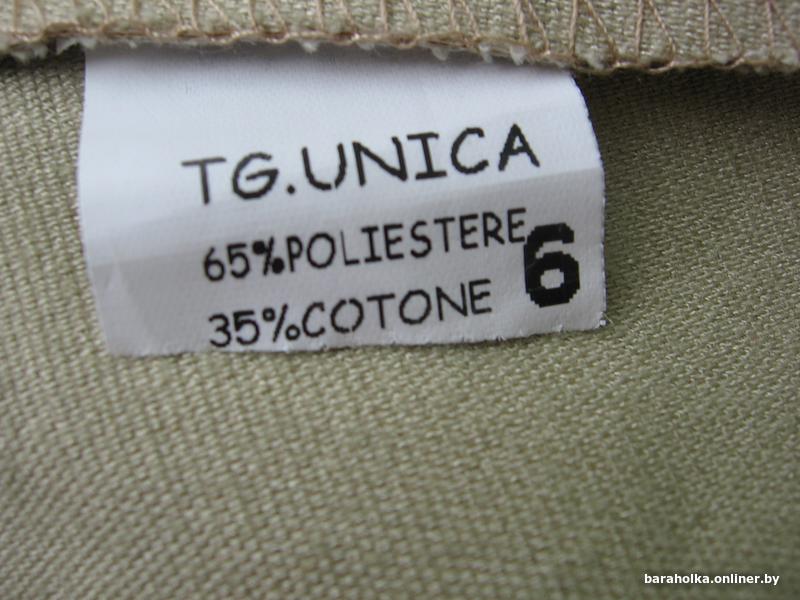 TG.UNICA
65%POLIESTERE
6
35%COTONE
baraholka.onliner.by